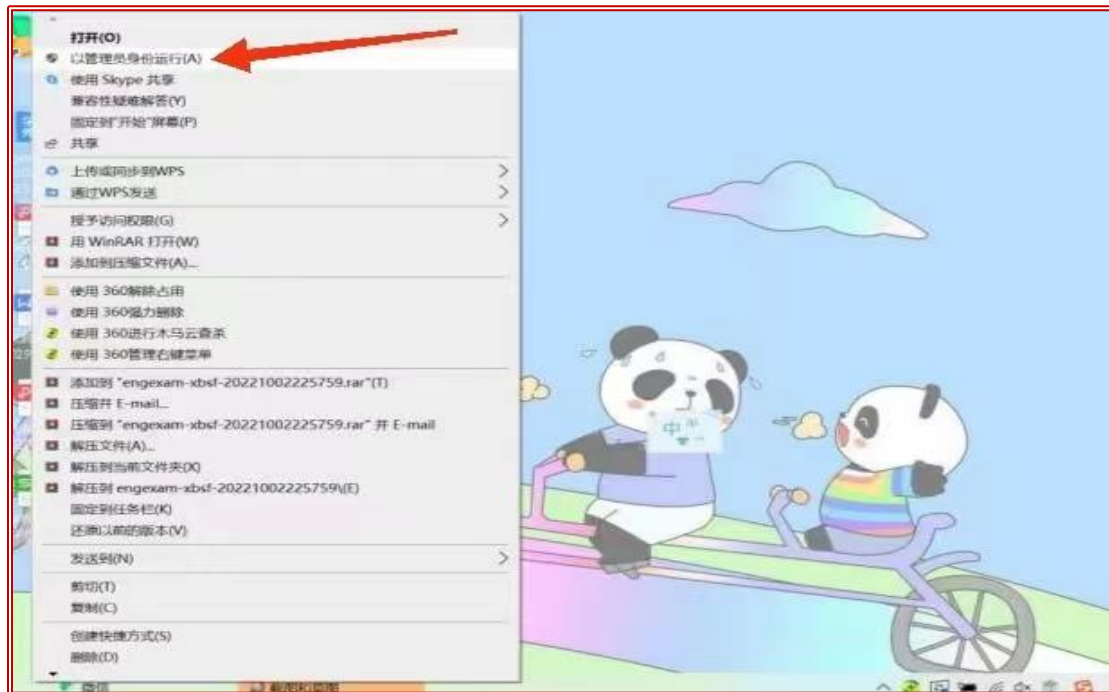 打开(O)
以管理员身份运行(A)
使用 Skype 共享
兼容性疑难解答(Y)
固定到"开始"屏幕(P)
共享
上传或同步到WPS
通过WPS发送
授予访问权限(G)
用 WinRAR 打开(W)
添加到压缩文件(A)...
使用 360解除占用
使用 360强力删除
使用 360进行木马云查杀
使用 360管理右键菜单
添加到 "engexam-xbsf-20221002225759.rar"(T)
压缩并 E-mail...
压缩到 "engexam-xbsf-20221002225759.rar" 并 E-mail
解压文件(A)...
解压到当前文件夹(X)
解压到 engexam-xbsf-20221002225759\(E)
固定到任务栏(K)
还原以前的版本(V)
发送到(N)
剪切(T)
复制(C)
创建快捷方式(S)
删除(D)
中
微信
截图和草图